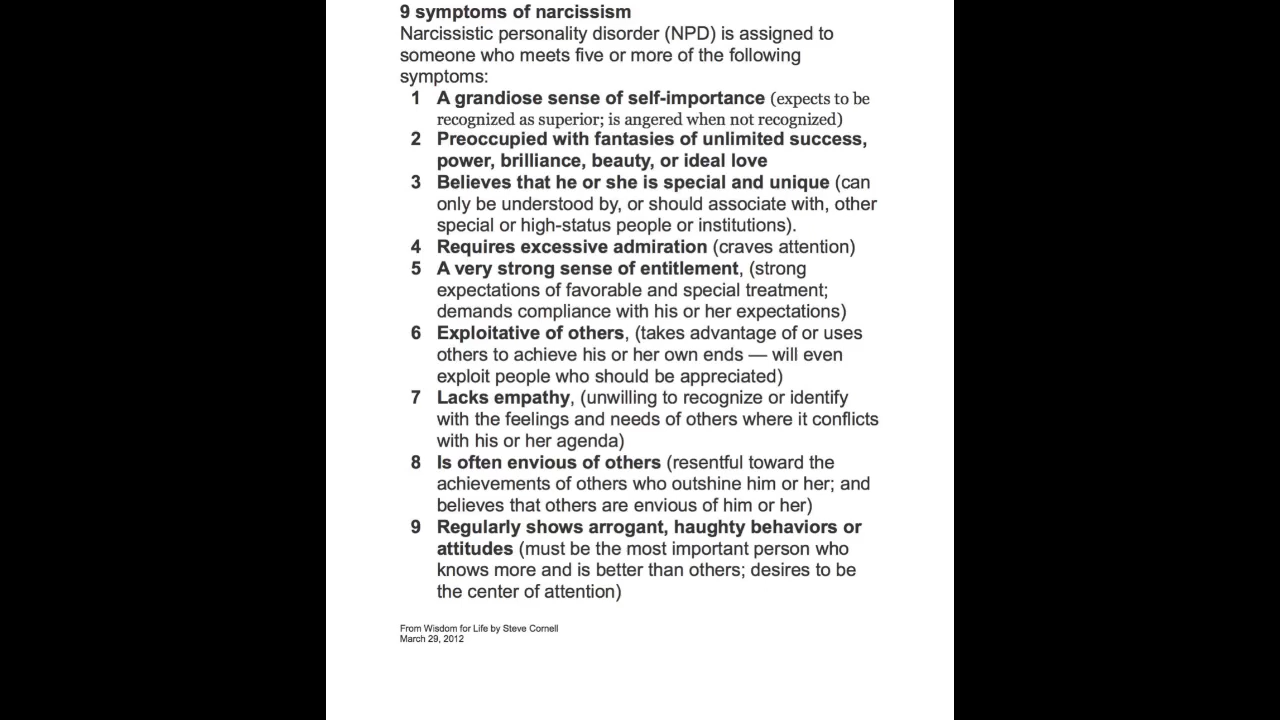 9 symptoms of narcissism
Narcissistic personality disorder (NPD) is assigned to
someone who meets five or more of the following
symptoms:
1 A grandiose sense of self-importance (expects to be
recognized as superior; is angered when not recognized)
2 Preoccupied with fantasies of unlimited success,
power, brilliance, beauty, or ideal love
3 Believes that he or she is special and unique (can
only be understood by, or should associate with, other
special or high-status people or institutions).
4 Requires excessive admiration (craves attention)
5 A very strong sense of entitlement, (strong
expectations of favorable and special treatment;
demands compliance with his or her expectations)
6 Exploitative of others, (takes advantage of or uses
others to achieve his or her own ends — will even
exploit people who should be appreciated)
7 Lacks empathy, (unwilling to recognize or identify
with the feelings and needs of others where it conflicts
with his or her agenda)
8 Is often envious of others (resentful toward the
achievements of others who outshine him or her; and
believes that others are envious of him or her)
9 Regularly shows arrogant, haughty behaviors or
attitudes (must be the most important person who
knows more and is better than others; desires to be
the center of attention)
From Wisdom for Life by Steve Cornell
March 29, 2012